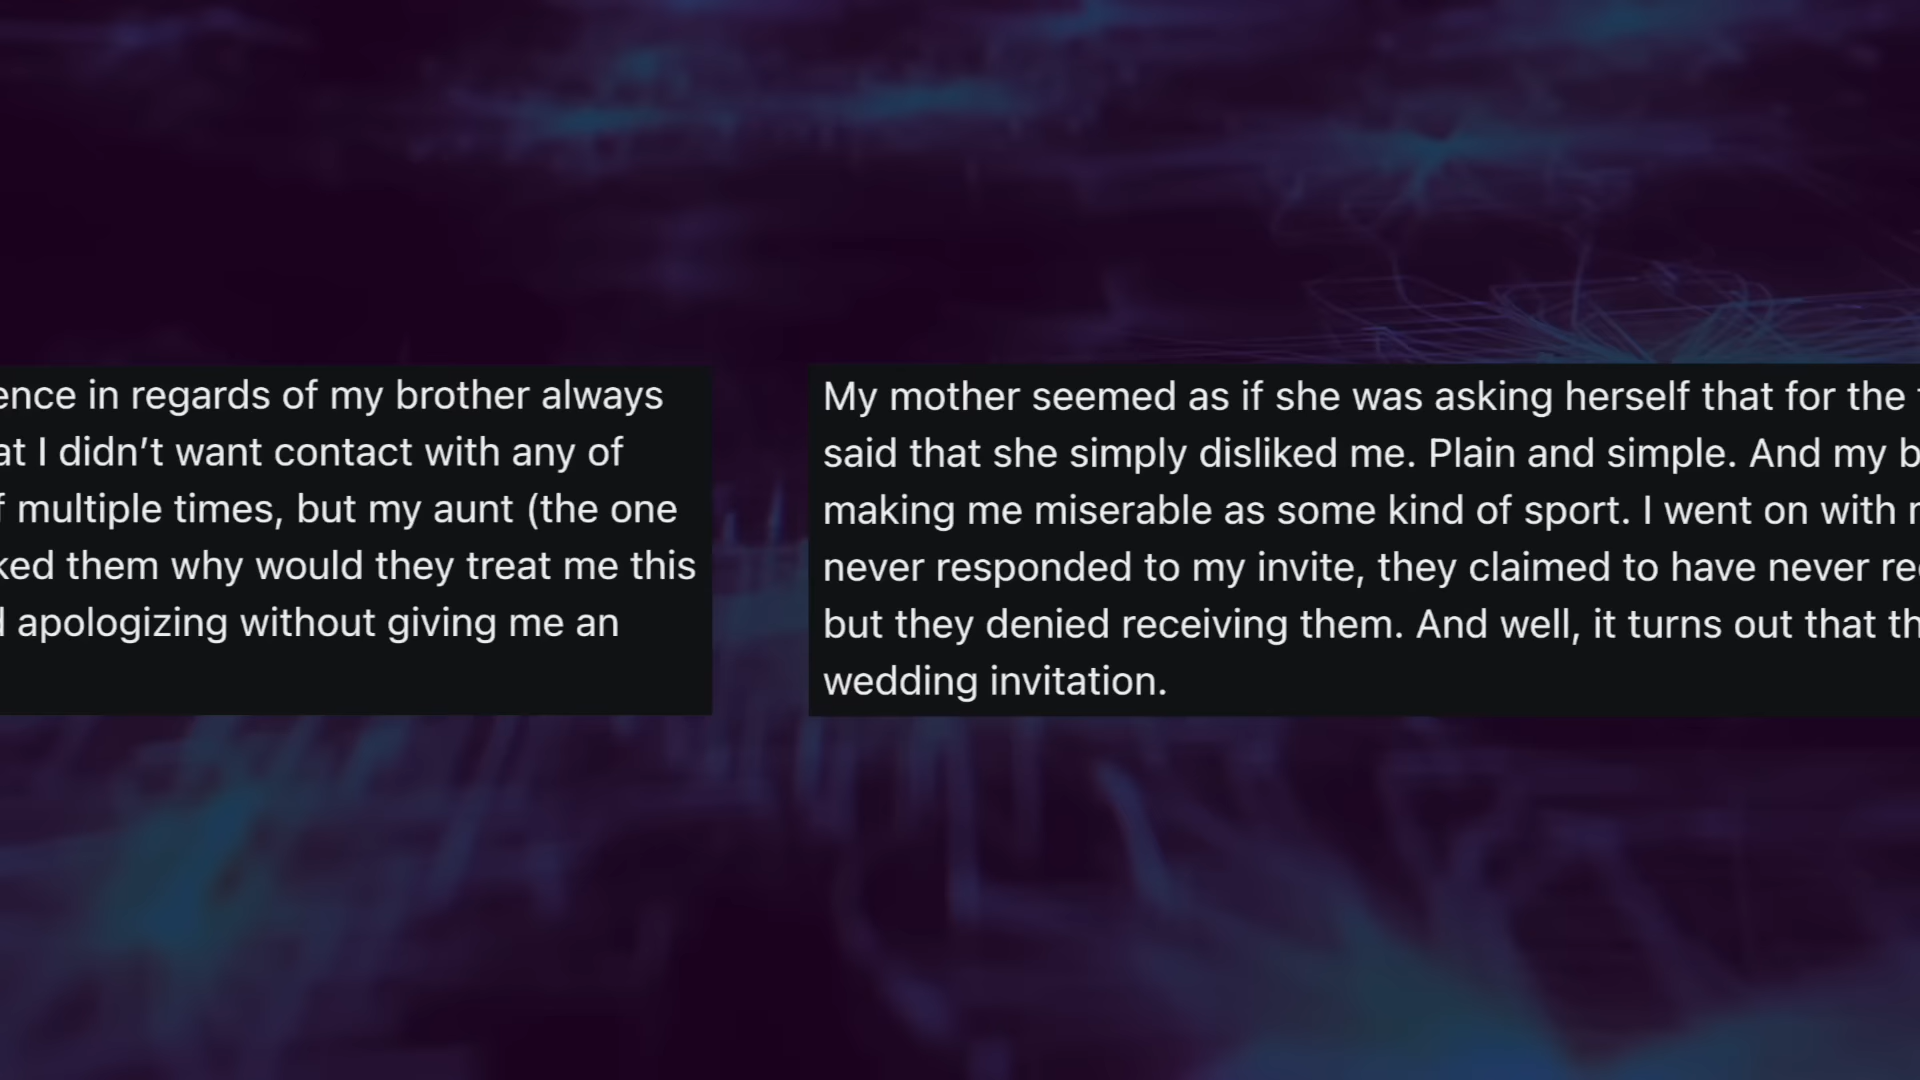 ence in regards of my brother always
at I didn’t want contact with any of
f multiple times, but my aunt (the one
ked them why would they treat me this
d apologizing without giving me an
My mother seemed as if she was asking herself that for the
said that she simply disliked me. Plain and simple. And my b
making me miserable as some kind of sport. I went on with
never responded to my invite, they claimed to have never re
but they denied receiving them. And well, it turns out that th
wedding invitation.